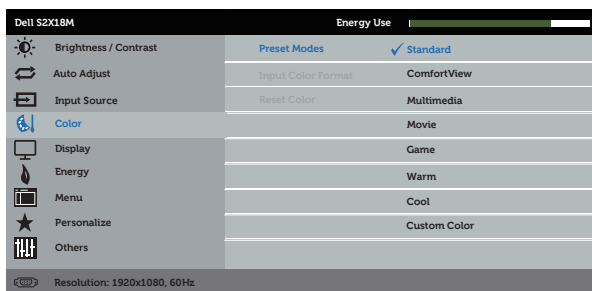 Dell S2X18M Energy Use
Brightness / Contrast Preset Modes ✓ Standard
Auto Adjust Input Color Format ComfortView
Input Source Reset Color Multimedia
Color Movie
Display Game
Energy Warm
Menu Cool
Personalize Custom Color
Others
Resolution: 1920x1080, 60Hz